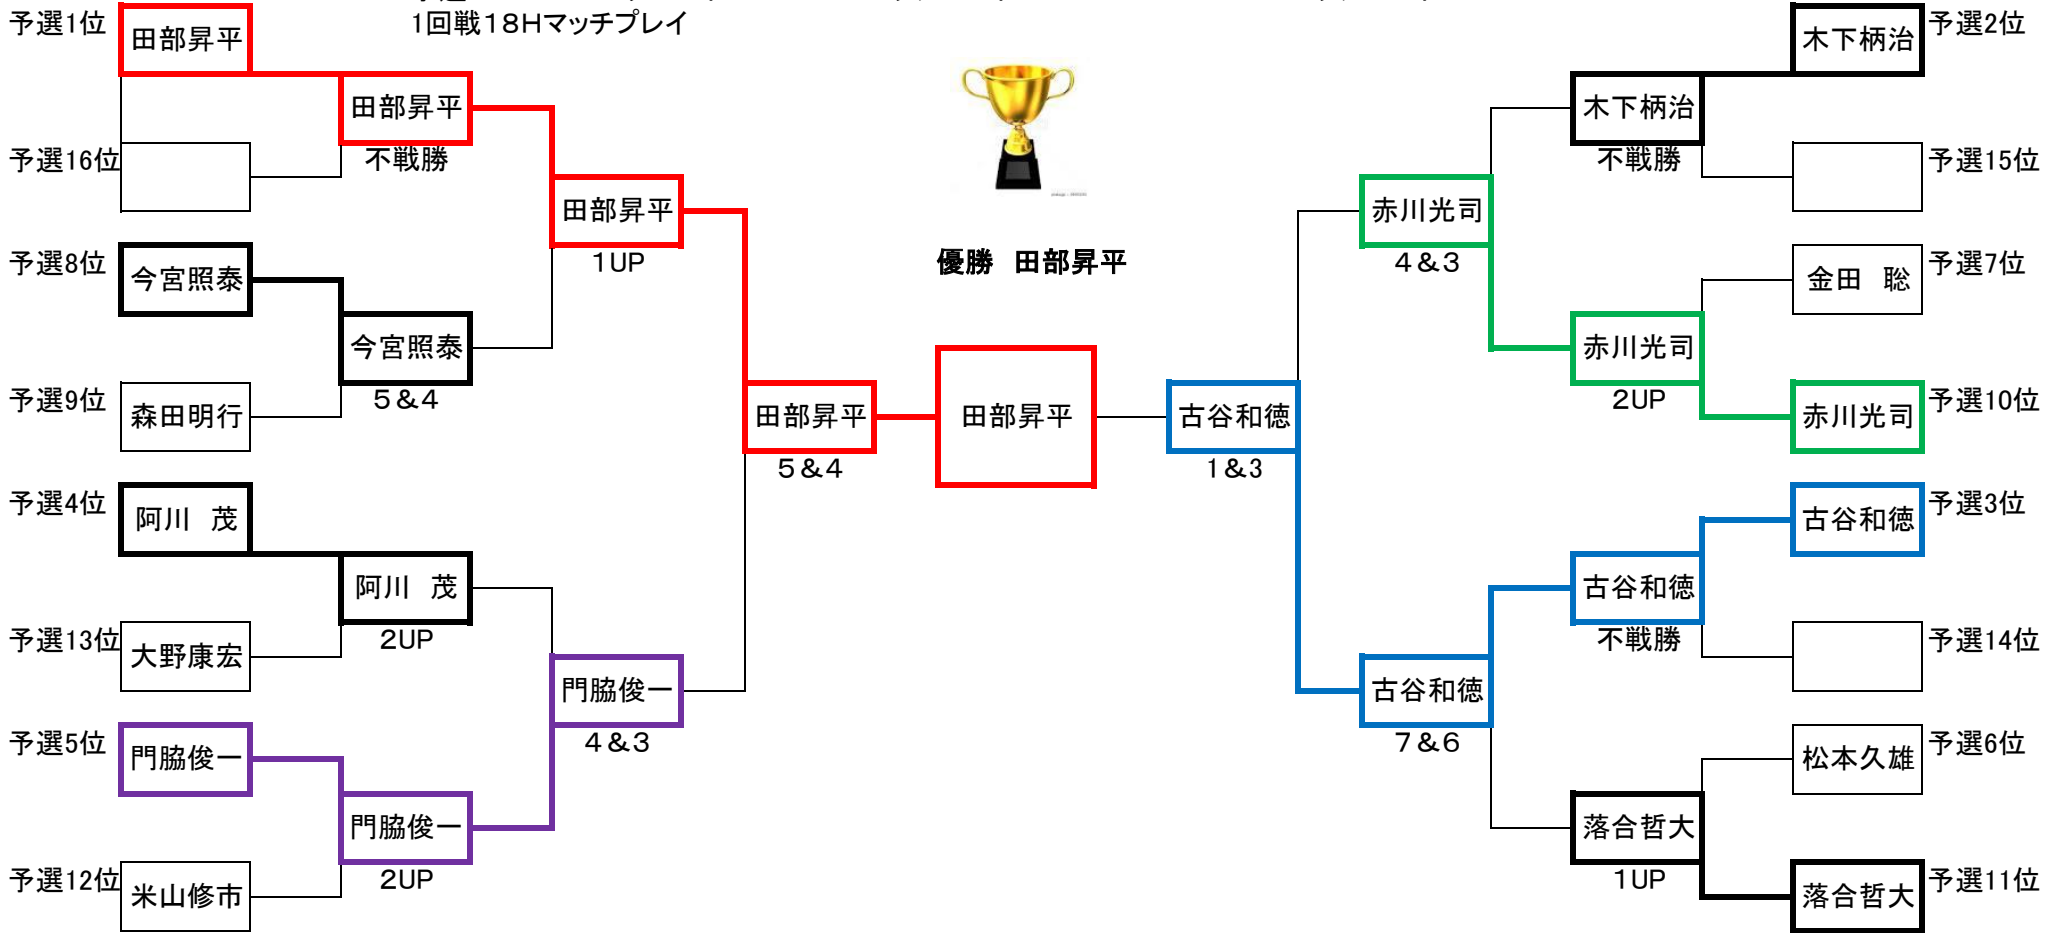 1回戦18Hマッチプレイ
予選1位
田部昇平
田部昇平
不戦勝
予選16位
予選8位
今宮照泰
今宮照泰
5&4
予選9位
森田明行
田部昇平
1UP
予選4位
阿川 茂
阿川 茂
2UP
予選13位
大野康宏
予選5位
門脇俊一
門脇俊一
2UP
予選12位
米山修市
門脇俊一
4&3
田部昇平
5&4
優勝 田部昇平
田部昇平
古谷和徳
1&3
赤川光司
4&3
古谷和徳
7&6
木下柄治
不戦勝
赤川光司
2UP
古谷和徳
不戦勝
落合哲大
1UP
木下柄治
予選2位
予選15位
金田 聡
予選7位
赤川光司
予選10位
古谷和徳
予選3位
予選14位
松本久雄
予選6位
落合哲大
予選11位